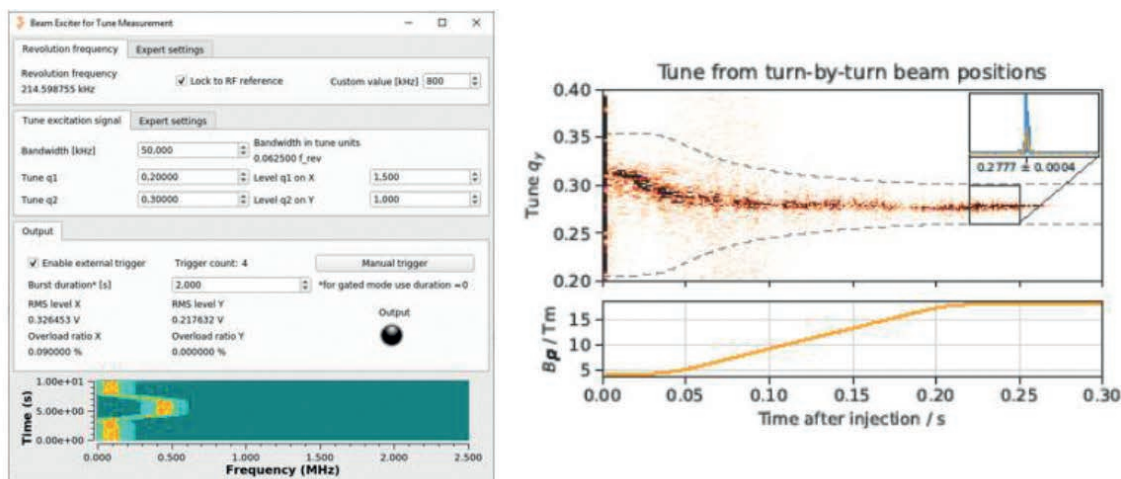 Beam Exciter for Tune Measurement
Revolution frequency
Expert settings
Revolution frequency
214.598755 kHz
Lock to RF reference
Custom value [kHz]
800
Tune excitation signal
Expert settings
Bandwidth [kHz]
50,000
Bandwidth in tune units
0.062500 f_rev
Tune q1
0.20000
Level q1 on X
1.500
Tune q2
0.30000
Level q2 on Y
1.000
Output
Enable external trigger
Trigger count: 4
Manual trigger
Burst duration* [s]
2.000
*for gated mode use duration =0
RMS level X
RMS level Y
0.326453 V
0.217632 V
Output
Overload ratio X
Overload ratio Y
0.090000 %
0.000000 %
Time (s)
1.00e+01
5.00e+00
0.00e+00
0.000 0.500 1.000 1.500 2.000 2.500
Frequency (MHz)
Tune from turn-by-turn beam positions
Tune qy
0.40
0.35
0.30
0.25
0.20
0.2777 ± 0.0004
Bρ / Tm
15
10
5
0.00 0.05 0.10 0.15 0.20 0.25 0.30
Time after injection / s